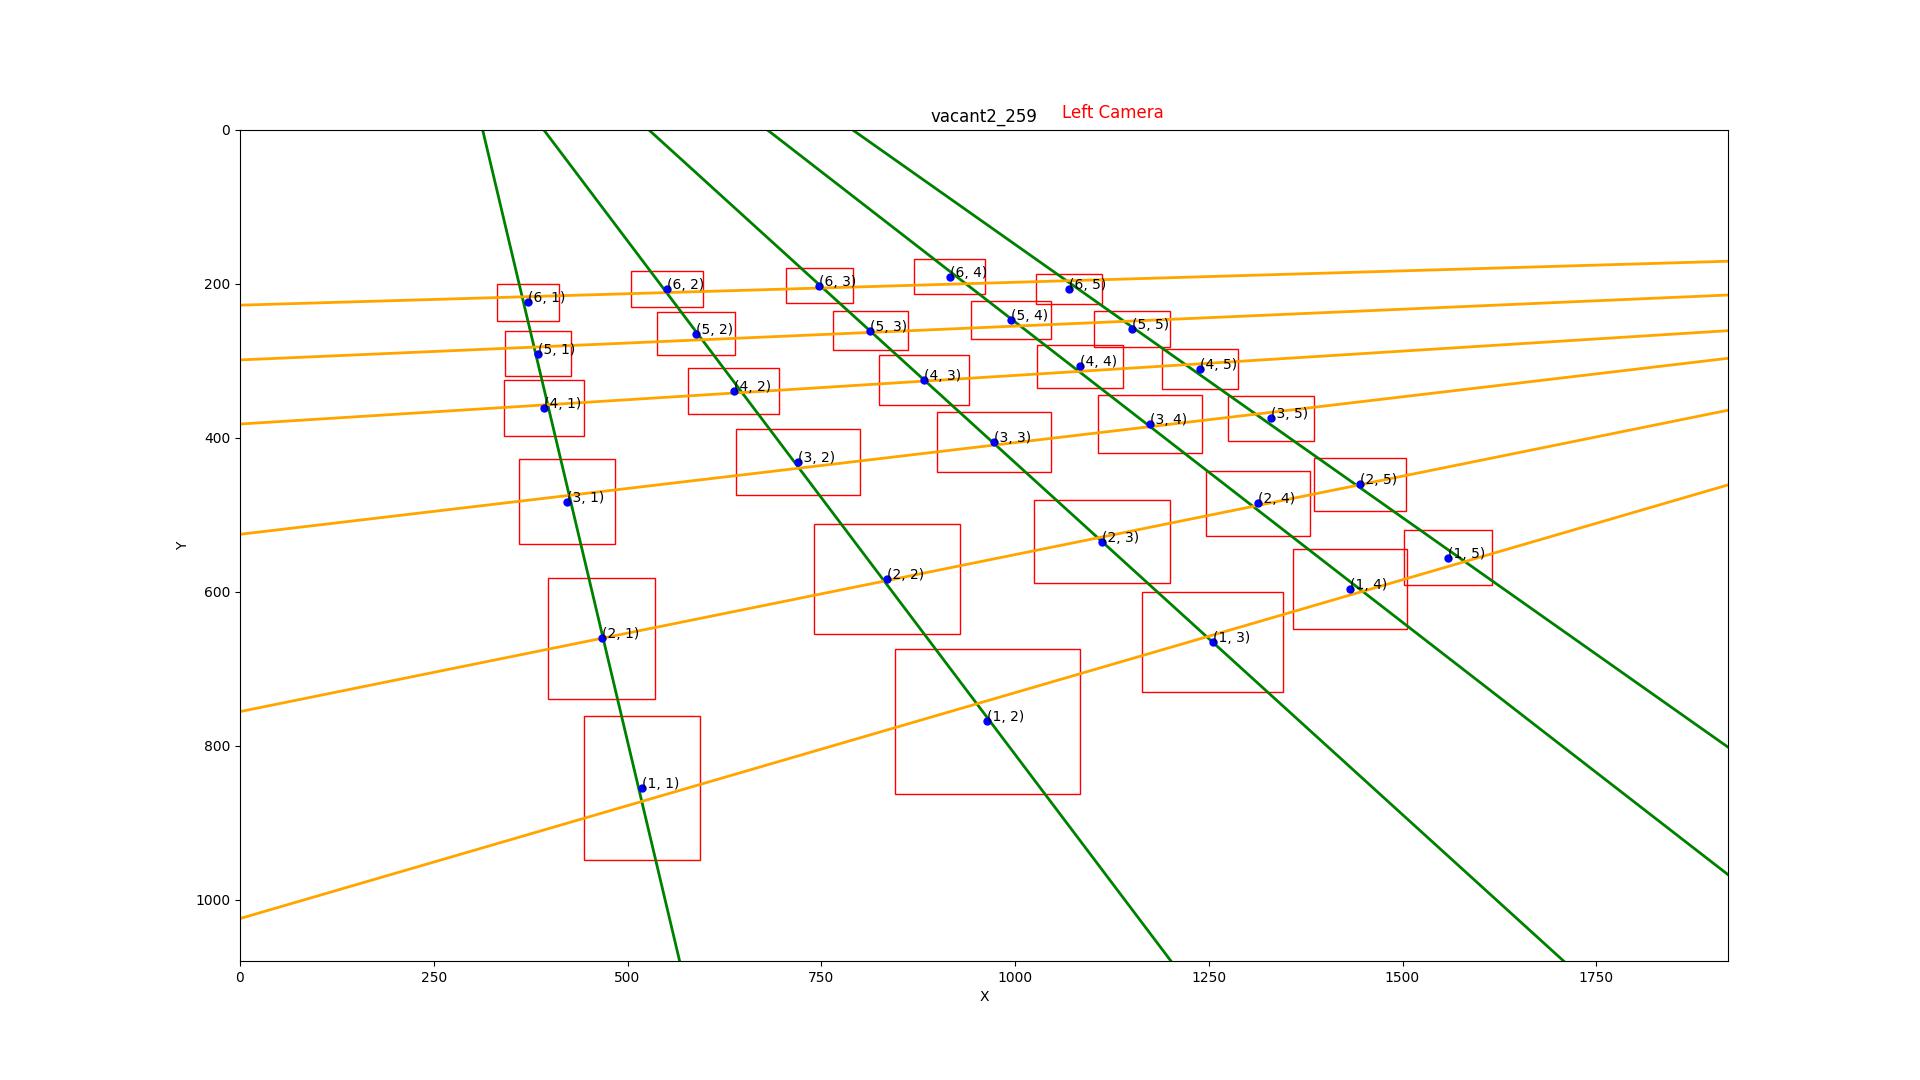 vacant2_259 Left Camera
0
200
400
600
800
1000
Y
(6, 1) (6, 2) (6, 3) (6, 4) (6, 5)
(5, 1) (5, 2) (5, 3) (5, 4) (5, 5)
(4, 1) (4, 2) (4, 3) (4, 4) (4, 5)
(3, 1) (3, 2) (3, 3) (3, 4) (3, 5)
(2, 1) (2, 2) (2, 3) (2, 4) (2, 5)
(1, 1) (1, 2) (1, 3) (1, 4) (1, 5)
0 250 500 750 1000 1250 1500 1750
X